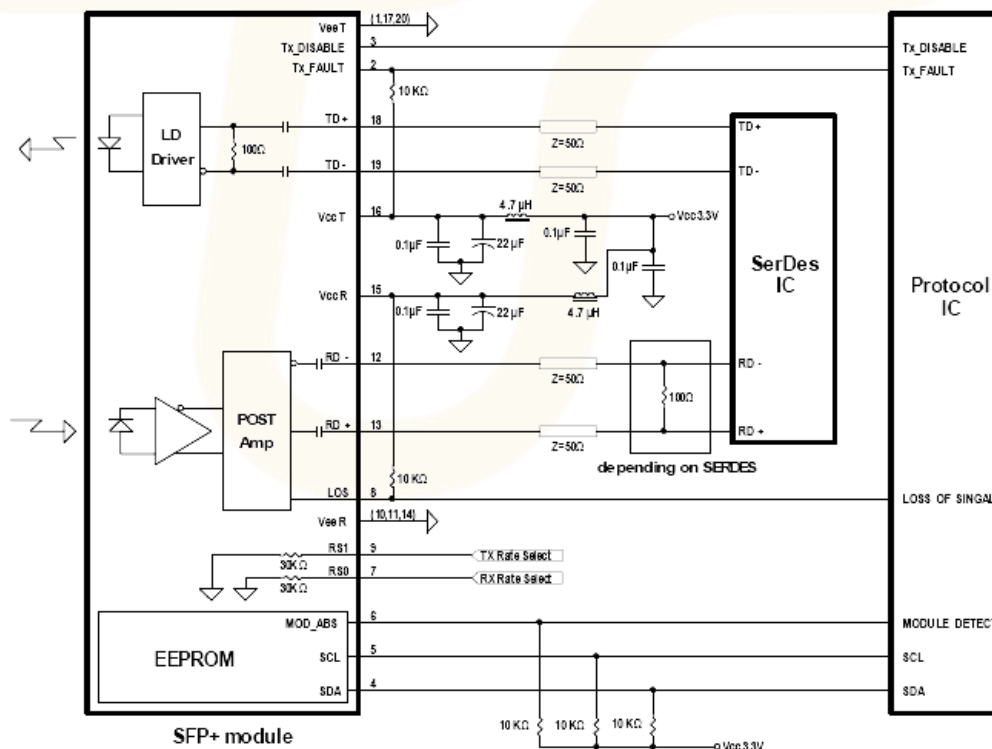 VeeT (1,17,20)
Tx_DISABLE 3 Tx_DISABLE
Tx_FAULT 2 Tx_FAULT
10 KΩ
LD
Driver
100Ω
TD+ 18 Z=50Ω TD+
TD - 19 Z=50Ω TD-
VccT 16
4.7 µH
Vcc3.3V
0.1µF 22 µF 0.1µF 0.1µF
SerDes
IC
Protocol
IC
VccR 15
0.1µF 22 µF 4.7 µH
RD - 12 Z=50Ω RD -
POST
Amp
100Ω
RD + 13 Z=50Ω RD+
depending on SERDES
10 KΩ
LOS 8 LOSS OF SINGAL
VeeR (10,11,14)
RS1 9 TX Rate Select
30KΩ
RS0 7 RX Rate Select
30KΩ
EEPROM
MOD_ABS 6 MODULE DETECT
SCL 5 SCL
SDA 4 SDA
10 KΩ 10 KΩ 10 KΩ
Vcc3.3V
SFP+ module